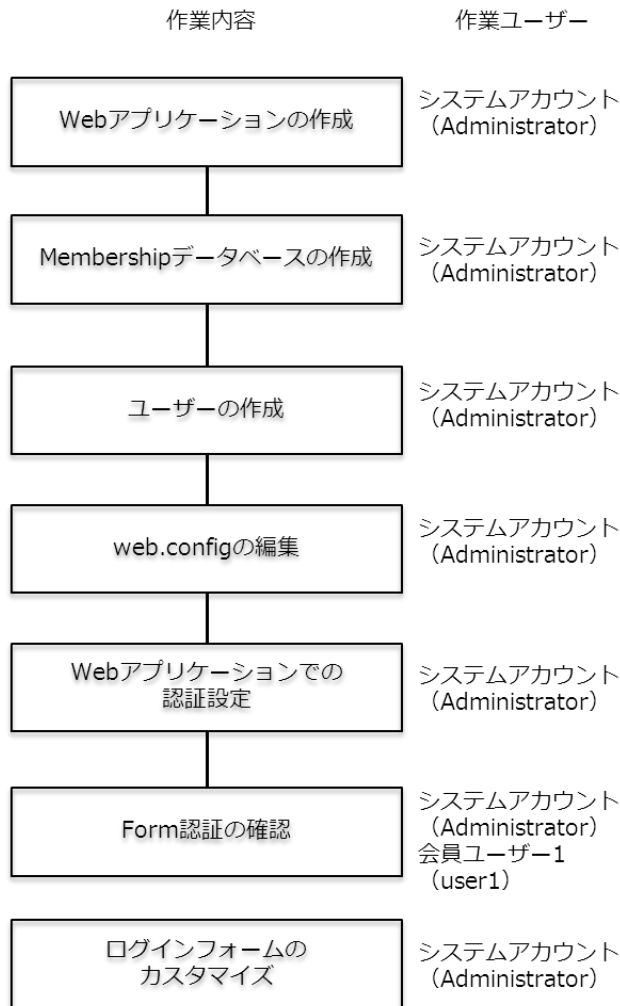 作業内容 作業ユーザー
Webアプリケーションの作成
システムアカウント
（Administrator）
Membershipデータベースの作成
システムアカウント
（Administrator）
ユーザーの作成
システムアカウント
（Administrator）
web.configの編集
システムアカウント
（Administrator）
Webアプリケーションでの
認証設定
システムアカウント
（Administrator）
Form認証の確認
システムアカウント
（Administrator）
会員ユーザー1
（user1）
ログインフォームの
カスタマイズ
システムアカウント
（Administrator）